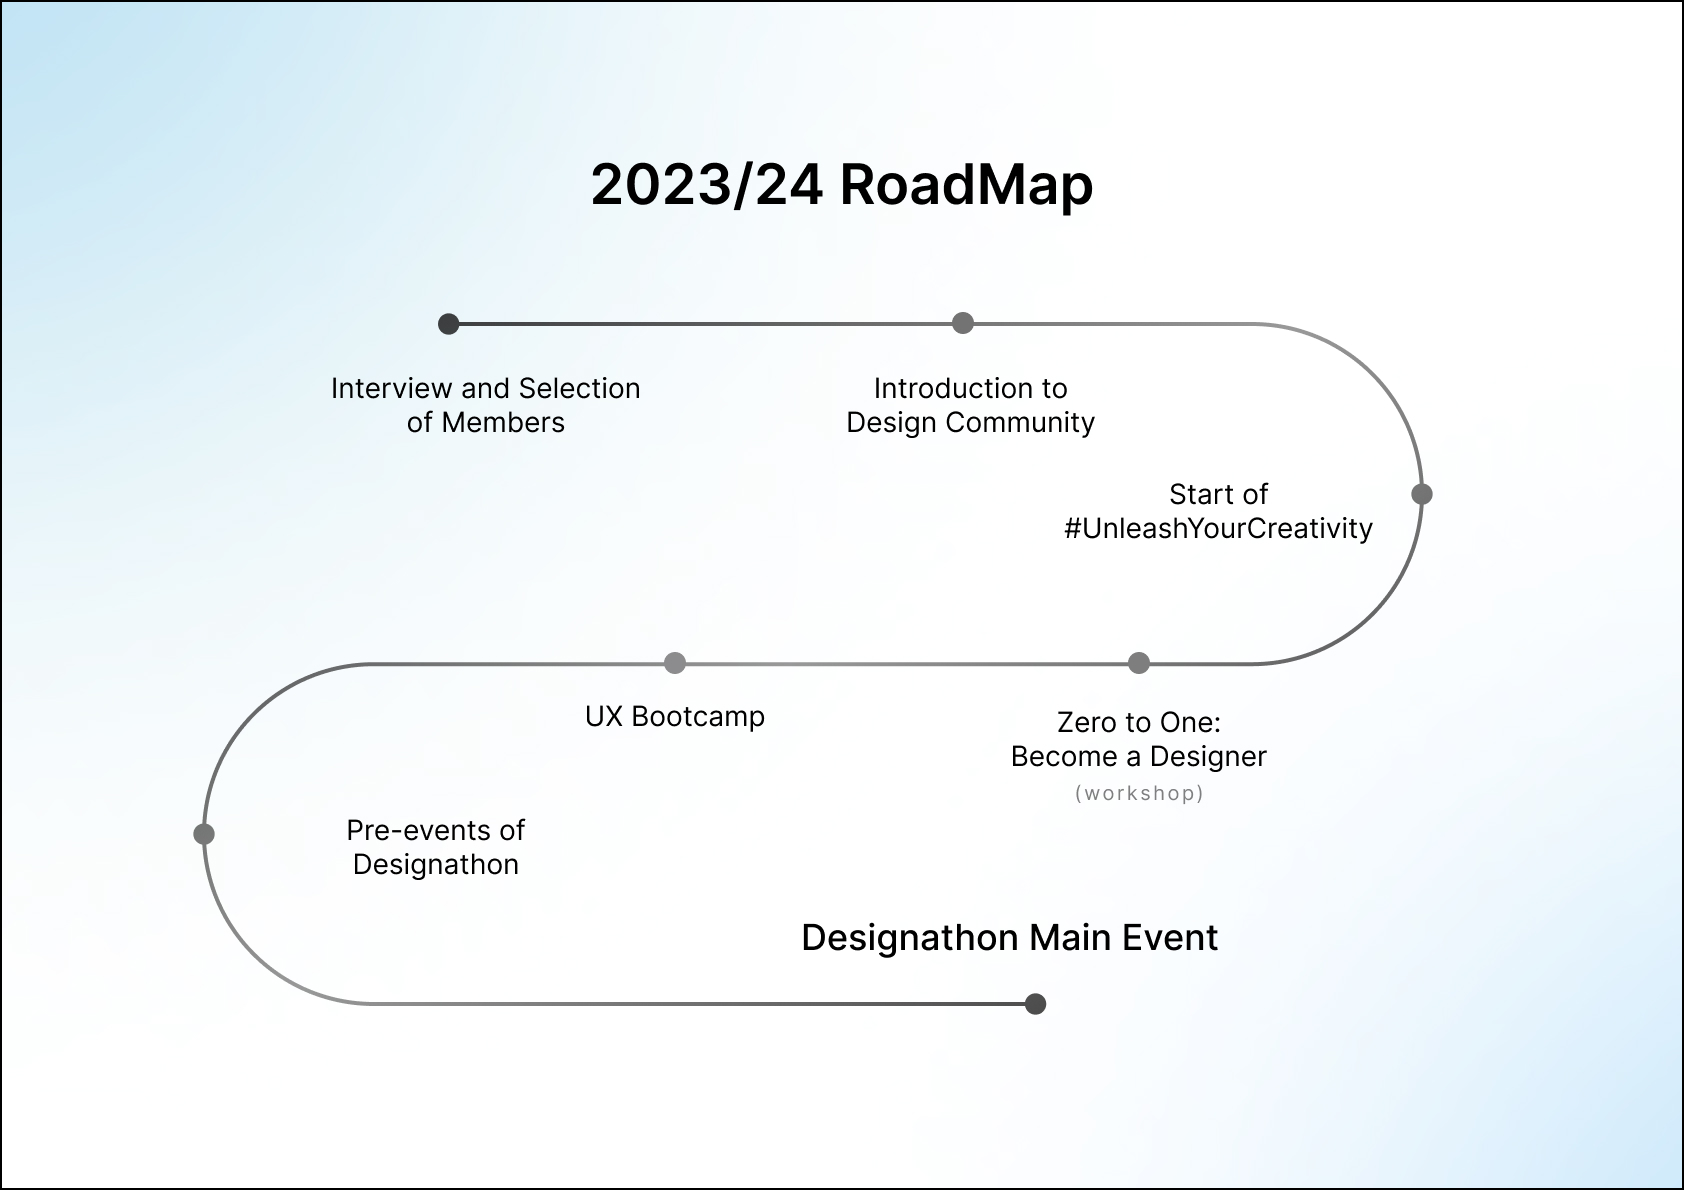 2023/24 RoadMap
Interview and Selection
of Members
Introduction to
Design Community
Start of
#UnleashYourCreativity
Zero to One:
Become a Designer
(workshop)
UX Bootcamp
Pre-events of
Designathon
Designathon Main Event